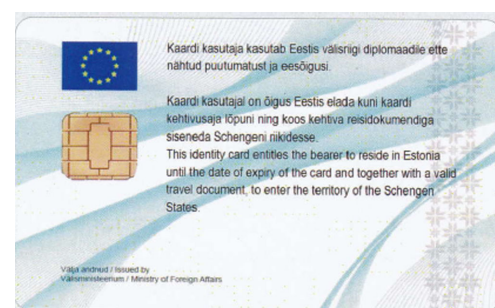 Kaardi kasutaja kasutab Eestis välisriigi diplomaadile ette
nähtud puutumatust ja eesõigusi.
Kaardi kasutajal on õigus Eestis elada kuni kaardi
kehtivusaja lõpuni ning koos kehtiva reisidokumendiga
siseneda Schengeni riikidesse.
This identity card entitles the bearer to reside in Estonia
until the date of expiry of the card and together with a valid
travel document, to enter the territory of the Schengen
States.
Välja andnud / Issued by
Välisministeerium / Ministry of Foreign Affairs